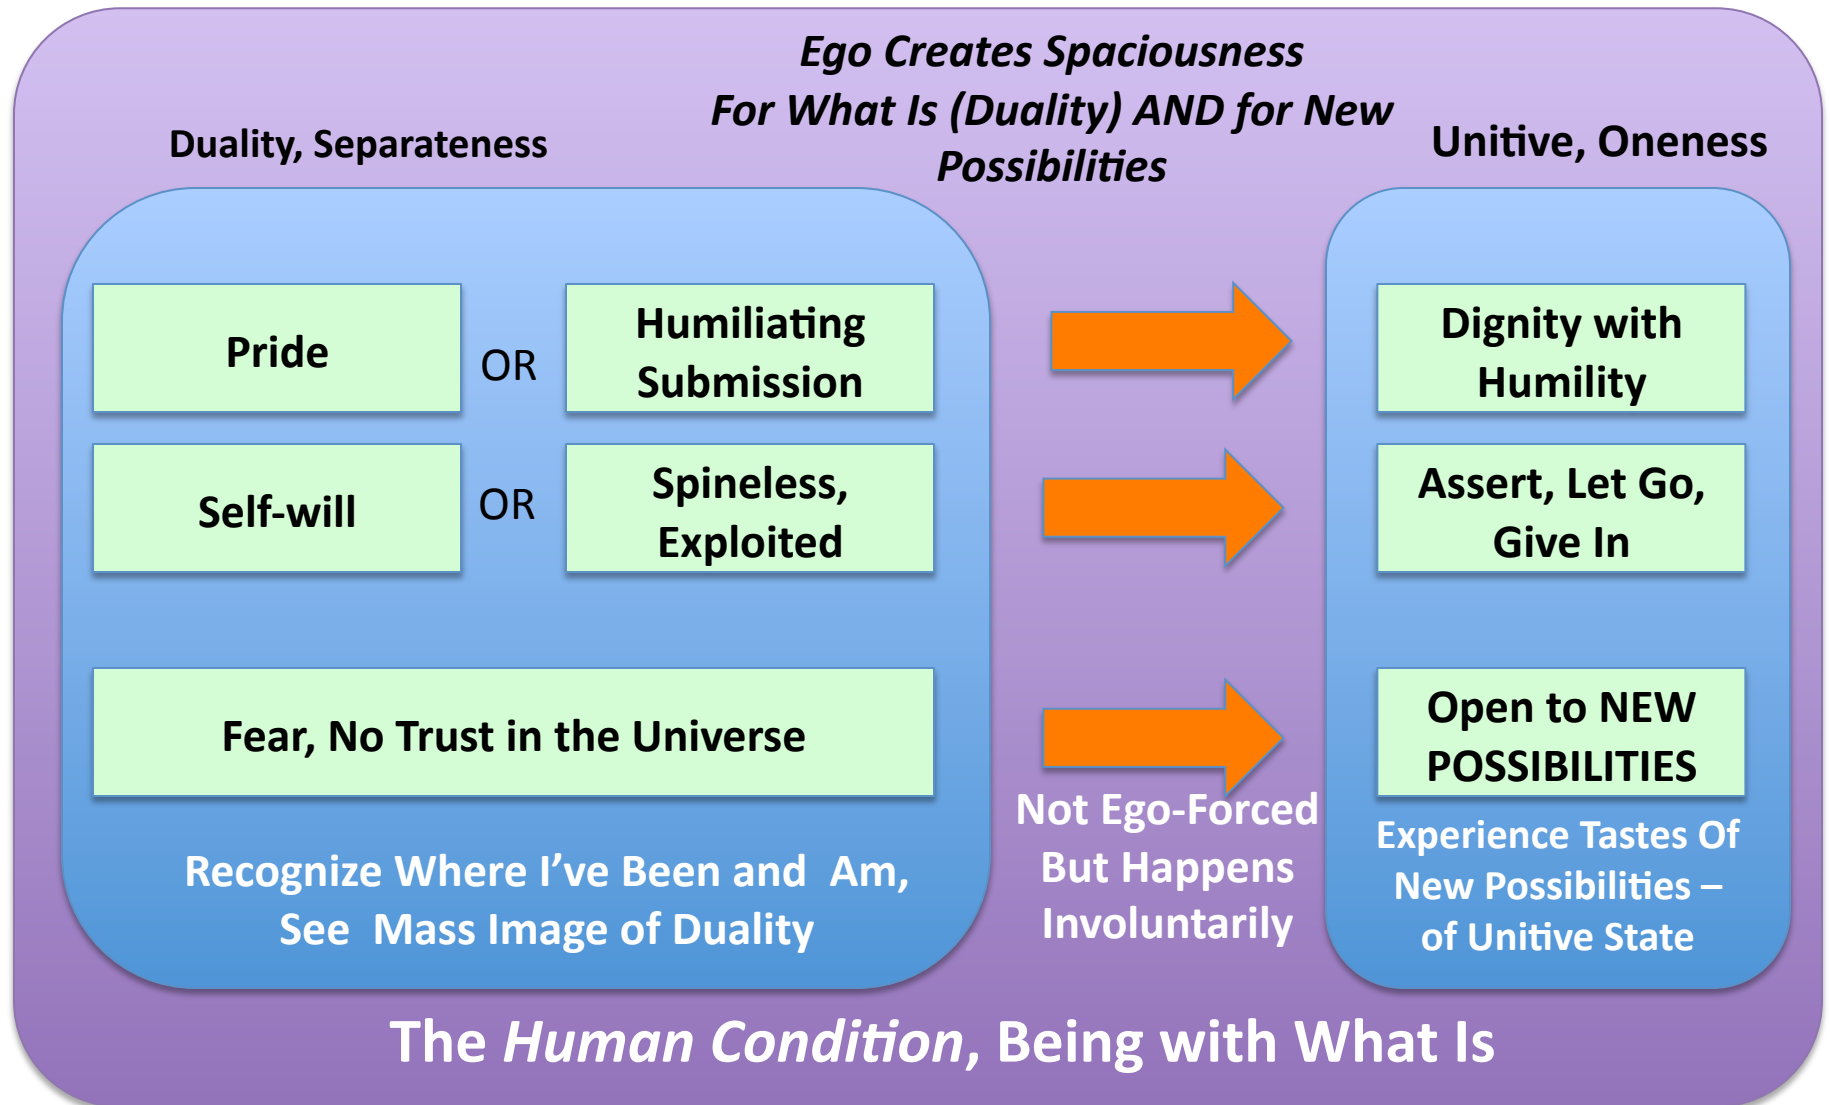 Ego Creates Spaciousness
For What Is (Duality) AND for New
Possibilities
Duality, Separateness
Unitive, Oneness
Pride
OR
Humiliating
Submission
Dignity with
Humility
Self-will
OR
Spineless,
Exploited
Assert, Let Go,
Give In
Fear, No Trust in the Universe
Open to NEW
POSSIBILITIES
Recognize Where I’ve Been and  Am,
See  Mass Image of Duality
Not Ego-Forced
But Happens
Involuntarily
Experience Tastes Of
New Possibilities –
of Unitive State
The Human Condition, Being with What Is